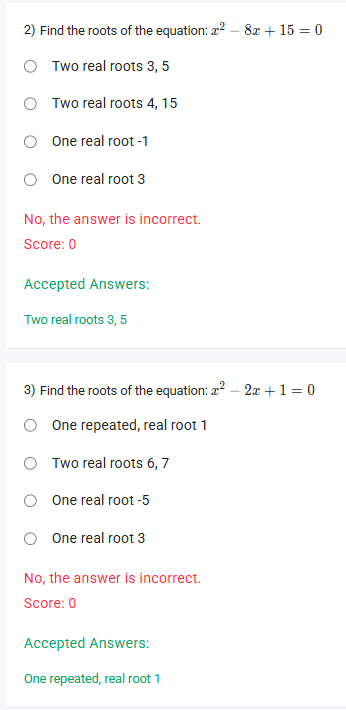 2) Find the roots of the equation: x² − 8x + 15 = 0
Two real roots 3, 5
Two real roots 4, 15
One real root -1
One real root 3
No, the answer is incorrect.
Score: 0
Accepted Answers:
Two real roots 3, 5
3) Find the roots of the equation: x² − 2x + 1 = 0
One repeated, real root 1
Two real roots 6, 7
One real root -5
One real root 3
No, the answer is incorrect.
Score: 0
Accepted Answers:
One repeated, real root 1